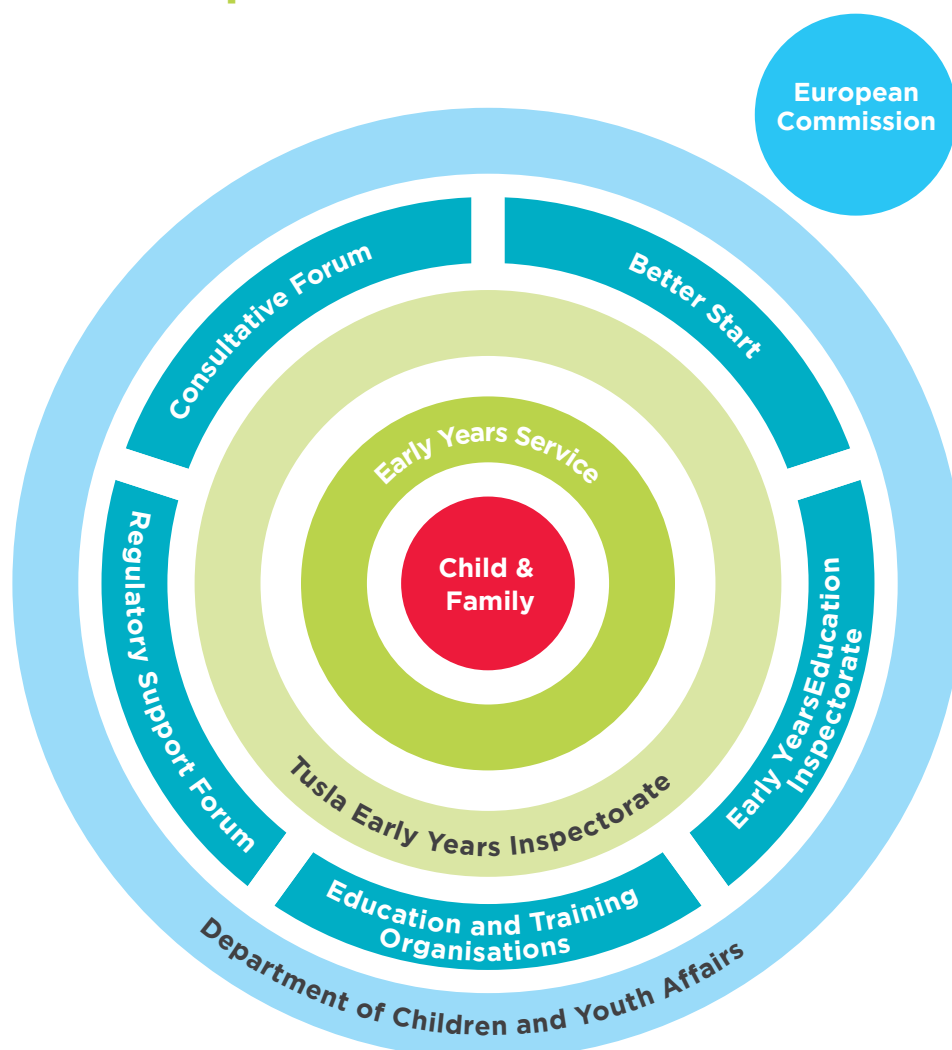 European
Commission
Consultative Forum
Better Start
Early Years Service
Child &
Family
Regulatory Support Forum
Early YearsEducation
Inspectorate
Tusla Early Years Inspectorate
Education and Training
Organisations
Department of Children and Youth Affairs